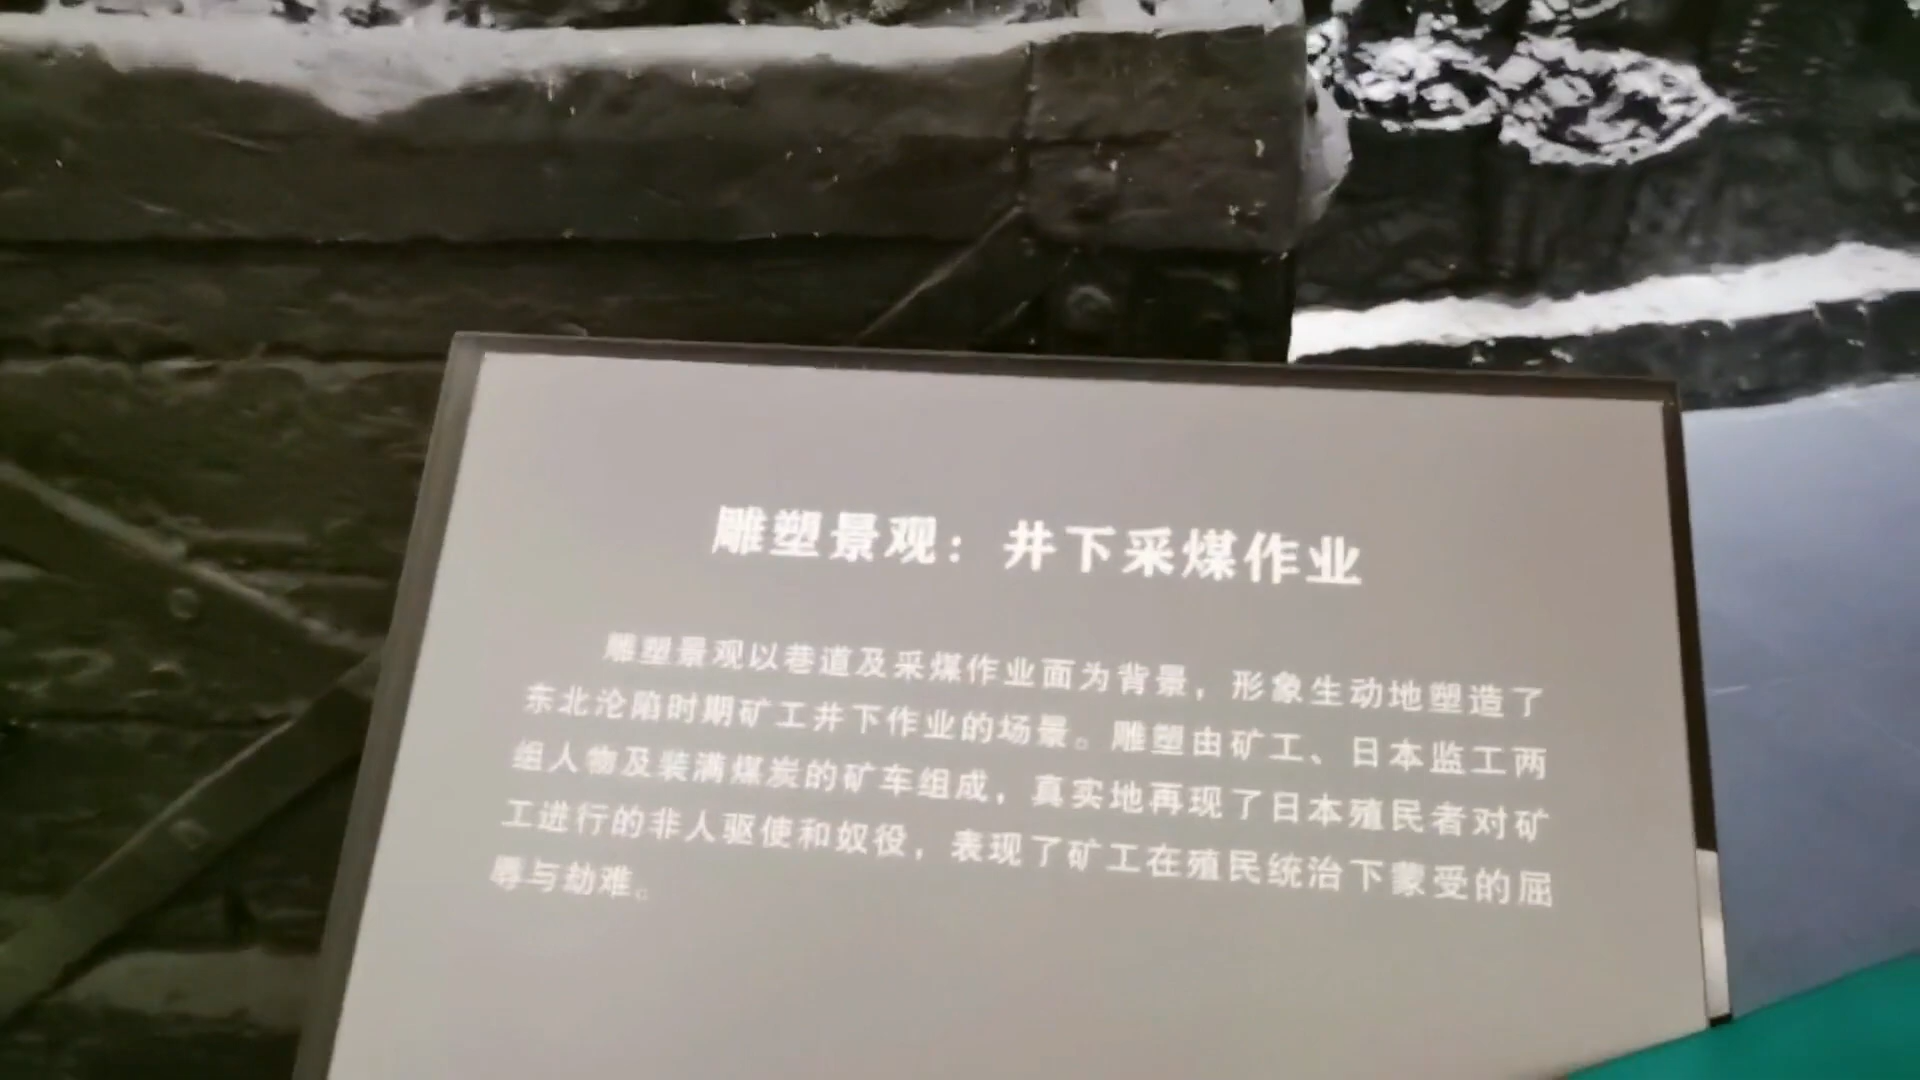 雕塑景观：井下采煤作业
雕塑景观以巷道及采煤作业面为背景，形象生动地塑造了
东北沦陷时期矿工井下作业的场景。雕塑由矿工、日本监工两
组人物及装满煤炭的矿车组成，真实地再现了日本殖民者对矿
工进行的非人驱使和奴役，表现了矿工在殖民统治下蒙受的屈
辱与劫难。